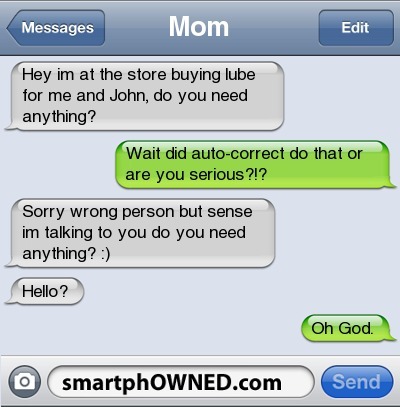 Messages
Mom
Edit
Hey im at the store buying lube
for me and John, do you need
anything?
Wait did auto-correct do that or
are you serious?!?
Sorry wrong person but sense
im talking to you do you need
anything? :)
Hello?
Oh God.
smartphOWNED.com
Send